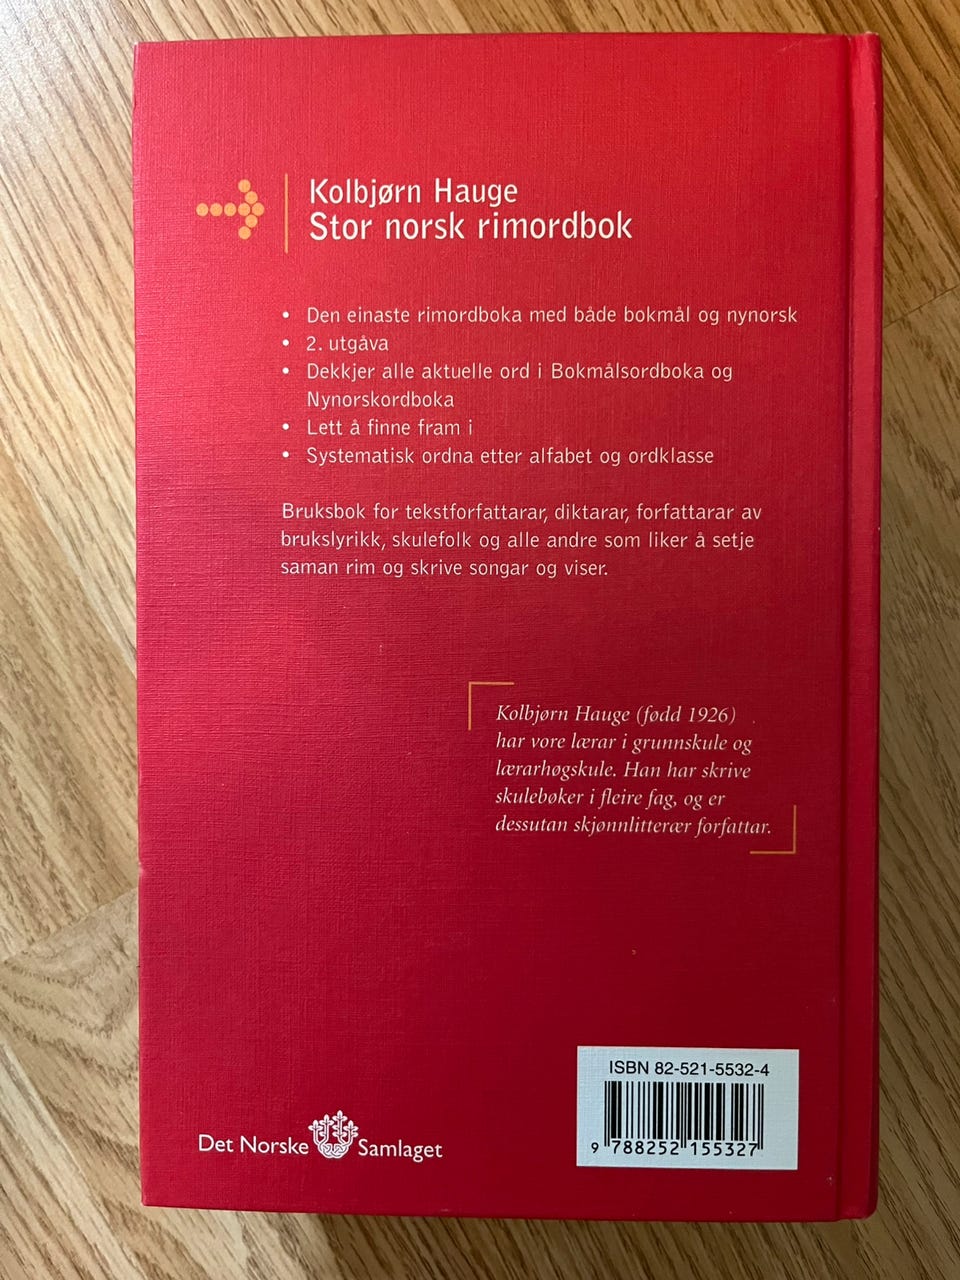 Kolbjørn Hauge
Stor norsk rimordbok
• Den einaste rimordboka med både bokmål og nynorsk
• 2. utgåva
• Dekkjer alle aktuelle ord i Bokmålsordboka og
Nynorskordboka
• Lett å finne fram i
• Systematisk ordna etter alfabet og ordklasse
Bruksbok for tekstforfattarar, diktarar, forfattarar av
brukslyrikk, skulefolk og alle andre som liker å setje
saman rim og skrive songar og viser.
Kolbjørn Hauge (fødd 1926)
har vore lærar i grunnskule og
lærarhøgskule. Han har skrive
skulebøker i fleire fag, og er
dessutan skjønnlitterær forfattar.
ISBN 82-521-5532-4
9 788252 155327
Det Norske Samlaget